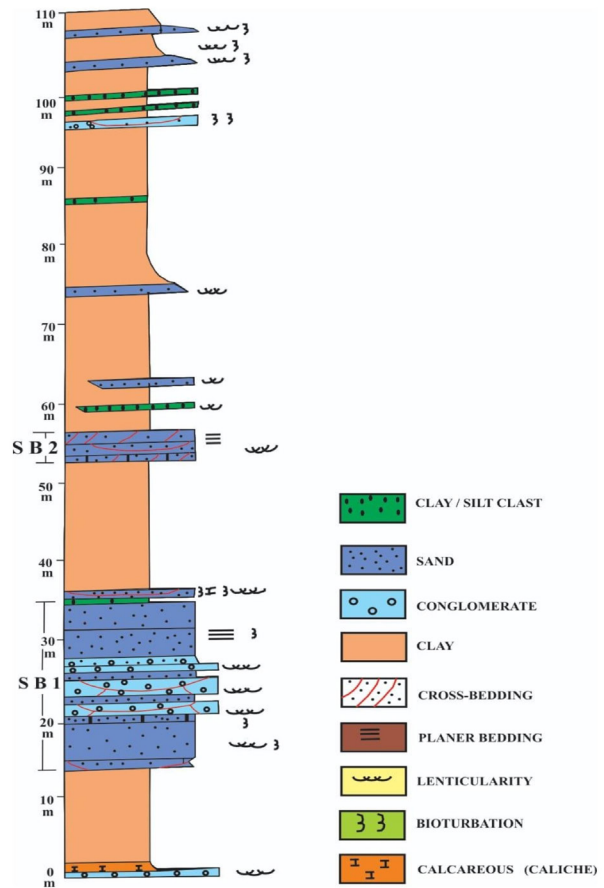 110
m
100
m
90
m
80
m
70
m
60
m
S B 2
50
m
40
m
30
m
S B 1
20
m
10
m
0
m
CLAY / SILT CLAST
SAND
CONGLOMERATE
CLAY
CROSS-BEDDING
PLANER BEDDING
LENTICULARITY
BIOTURBATION
CALCAREOUS (CALICHE)